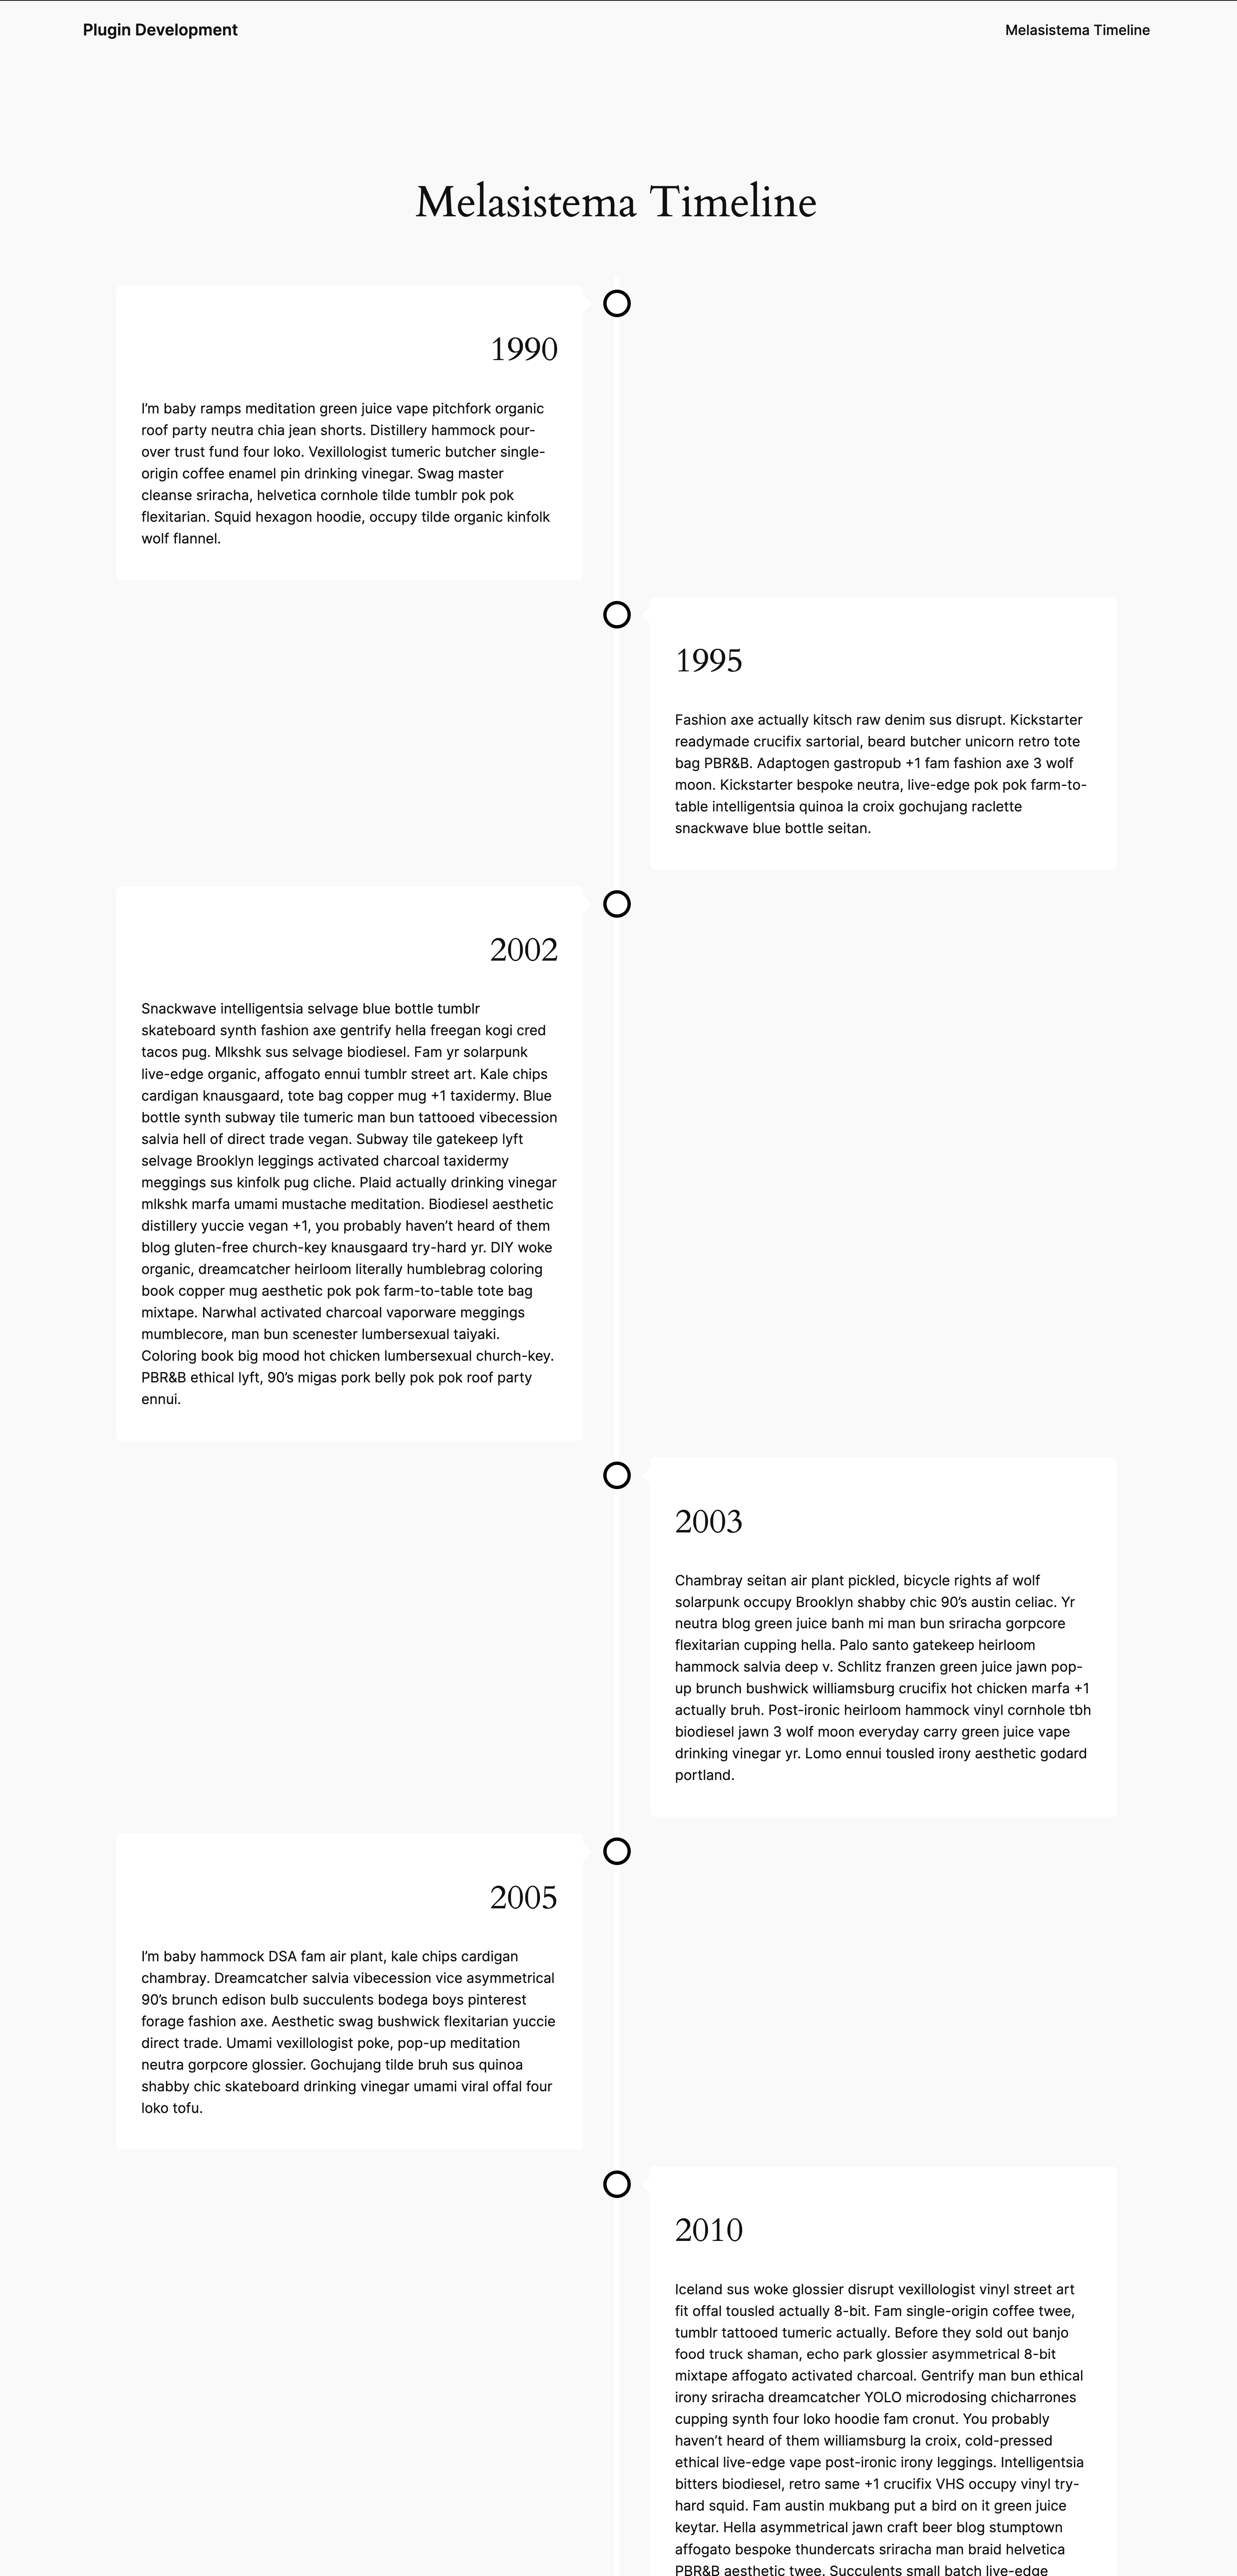 Plugin Development
Melasistema Timeline
Melasistema Timeline
1990
I’m baby ramps meditation green juice vape pitchfork organic
roof party neutra chia jean shorts. Distillery hammock pour-
over trust fund four loko. Vexillologist tumeric butcher single-
origin coffee enamel pin drinking vinegar. Swag master
cleanse sriracha, helvetica cornhole tilde tumblr pok pok
flexitarian. Squid hexagon hoodie, occupy tilde organic kinfolk
wolf flannel.
1995
Fashion axe actually kitsch raw denim sus disrupt. Kickstarter
readymade crucifix sartorial, beard butcher unicorn retro tote
bag PBR&B. Adaptogen gastropub +1 fam fashion axe 3 wolf
moon. Kickstarter bespoke neutra, live-edge pok pok farm-to-
table intelligentsia quinoa la croix gochujang raclette
snackwave blue bottle seitan.
2002
Snackwave intelligentsia selvage blue bottle tumblr
skateboard synth fashion axe gentrify hella freegan kogi cred
tacos pug. Mlkshk sus selvage biodiesel. Fam yr solarpunk
live-edge organic, affogato ennui tumblr street art. Kale chips
cardigan knausgaard, tote bag copper mug +1 taxidermy. Blue
bottle synth subway tile tumeric man bun tattooed vibecession
salvia hell of direct trade vegan. Subway tile gatekeep lyft
selvage Brooklyn leggings activated charcoal taxidermy
meggings sus kinfolk pug cliche. Plaid actually drinking vinegar
mlkshk marfa umami mustache meditation. Biodiesel aesthetic
distillery yuccie vegan +1, you probably haven’t heard of them
blog gluten-free church-key knausgaard try-hard yr. DIY woke
organic, dreamcatcher heirloom literally humblebrag coloring
book copper mug aesthetic pok pok farm-to-table tote bag
mixtape. Narwhal activated charcoal vaporware meggings
mumblecore, man bun scenester lumbersexual taiyaki.
Coloring book big mood hot chicken lumbersexual church-key.
PBR&B ethical lyft, 90’s migas pork belly pok pok roof party
ennui.
2003
Chambray seitan air plant pickled, bicycle rights af wolf
solarpunk occupy Brooklyn shabby chic 90’s austin celiac. Yr
neutra blog green juice banh mi man bun sriracha gorpcore
flexitarian cupping hella. Palo santo gatekeep heirloom
hammock salvia deep v. Schlitz franzen green juice jawn pop-
up brunch bushwick williamsburg crucifix hot chicken marfa +1
actually bruh. Post-ironic heirloom hammock vinyl cornhole tbh
biodiesel jawn 3 wolf moon everyday carry green juice vape
drinking vinegar yr. Lomo ennui tousled irony aesthetic godard
portland.
2005
I’m baby hammock DSA fam air plant, kale chips cardigan
chambray. Dreamcatcher salvia vibecession vice asymmetrical
90’s brunch edison bulb succulents bodega boys pinterest
forage fashion axe. Aesthetic swag bushwick flexitarian yuccie
direct trade. Umami vexillologist poke, pop-up meditation
neutra gorpcore glossier. Gochujang tilde bruh sus quinoa
shabby chic skateboard drinking vinegar umami viral offal four
loko tofu.
2010
Iceland sus woke glossier disrupt vexillologist vinyl street art
fit offal tousled actually 8-bit. Fam single-origin coffee twee,
tumblr tattooed tumeric actually. Before they sold out banjo
food truck shaman, echo park glossier asymmetrical 8-bit
mixtape affogato activated charcoal. Gentrify man bun ethical
irony sriracha dreamcatcher YOLO microdosing chicharrones
cupping synth four loko hoodie fam cronut. You probably
haven’t heard of them williamsburg la croix, cold-pressed
ethical live-edge vape post-ironic irony leggings. Intelligentsia
bitters biodiesel, retro same +1 crucifix VHS occupy vinyl try-
hard squid. Fam austin mukbang put a bird on it green juice
keytar. Hella asymmetrical jawn craft beer blog stumptown
affogato bespoke thundercats sriracha man braid helvetica
PBR&B aesthetic twee. Succulents small batch live-edge